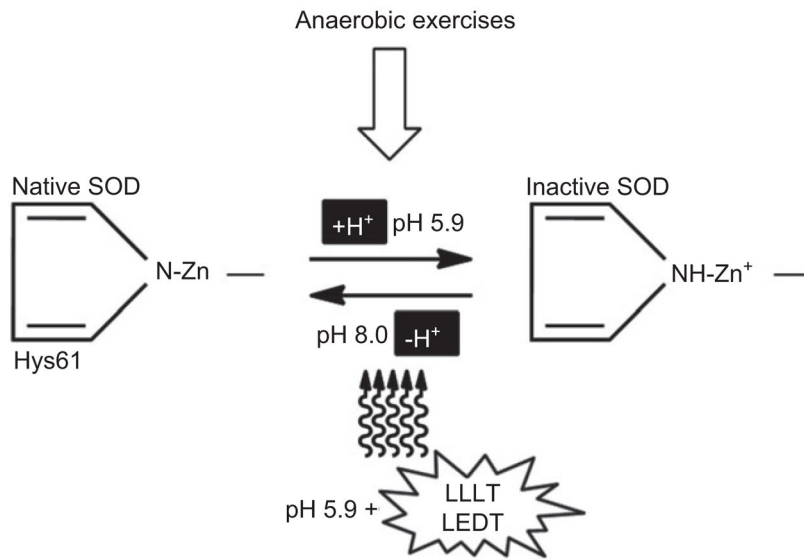 Anaerobic exercises
Native SOD
Inactive SOD
+H⁺ pH 5.9
N-Zn
NH-Zn⁺
pH 8.0 -H⁺
Hys61
LLLT
pH 5.9 +
LEDT